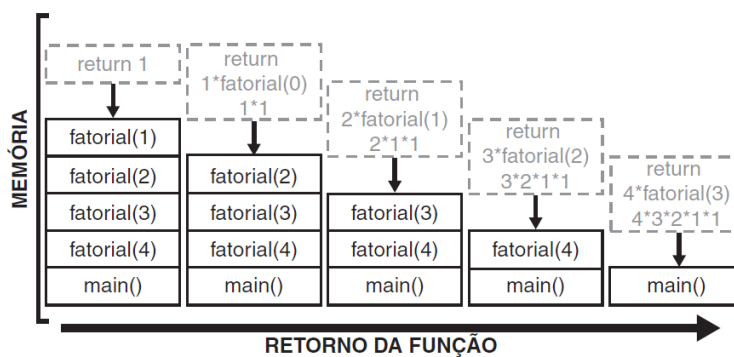 MEMÓRIA
return 1
fatorial(1)
fatorial(2)
fatorial(3)
fatorial(4)
main()
return
1*fatorial(0)
1*1
fatorial(2)
fatorial(3)
fatorial(4)
main()
return
2*fatorial(1)
2*1*1
fatorial(3)
fatorial(4)
main()
return
3*fatorial(2)
3*2*1*1
fatorial(4)
main()
return
4*fatorial(3)
4*3*2*1*1
main()
RETORNO DA FUNÇÃO